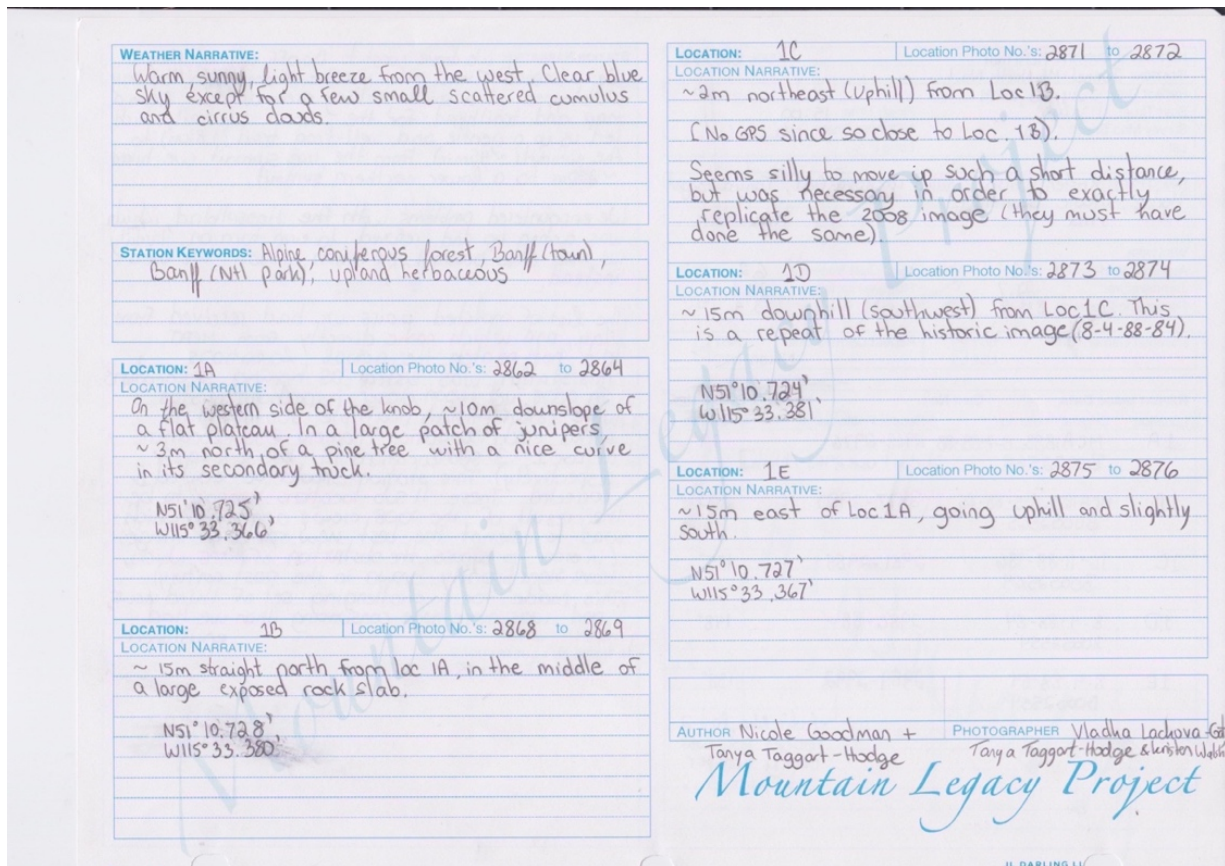 WEATHER NARRATIVE:
Warm sunny, light breeze from the west. Clear blue
sky except for a few small scattered cumulus
and cirrus clouds.
STATION KEYWORDS: Alpine, coniferous forest, Banff (town),
Banff (Ntl park), upland herbaceous
LOCATION: 1A Location Photo No.'s: 2862 to 2864
LOCATION NARRATIVE:
On the western side of the knob, ~10m downslope of
a flat plateau. In a large patch of junipers,
~3m north of a pine tree with a nice curve
in its secondary trunk.
N51°10.725'
W115°33.366'
LOCATION: 1B Location Photo No.'s: 2868 to 2869
LOCATION NARRATIVE:
~15m straight north from loc 1A, in the middle of
a large exposed rock slab.
N51°10.728'
W115°33.380'
LOCATION: 1C Location Photo No.'s: 2871 to 2872
LOCATION NARRATIVE:
~2m northeast (uphill) from Loc 1B.
(No GPS since so close to Loc. 1B).
Seems silly to move up such a short distance,
but was necessary in order to exactly
replicate the 2008 image (they must have
done the same).
LOCATION: 1D Location Photo No.'s: 2873 to 2874
LOCATION NARRATIVE:
~15m downhill (southwest) from Loc 1C. This
is a repeat of the historic image (8-4-88-84).
N51°10.724'
W115°33.381'
LOCATION: 1E Location Photo No.'s: 2875 to 2876
LOCATION NARRATIVE:
~15m east of Loc 1A, going uphill and slightly
south.
N51°10.727'
W115°33.367'
AUTHOR Nicole Goodman + PHOTOGRAPHER Vladha Lackova
Tanya Taggart-Hodge Tanya Taggart-Hodge &
Mountain Legacy Project
Mountain Legacy Project